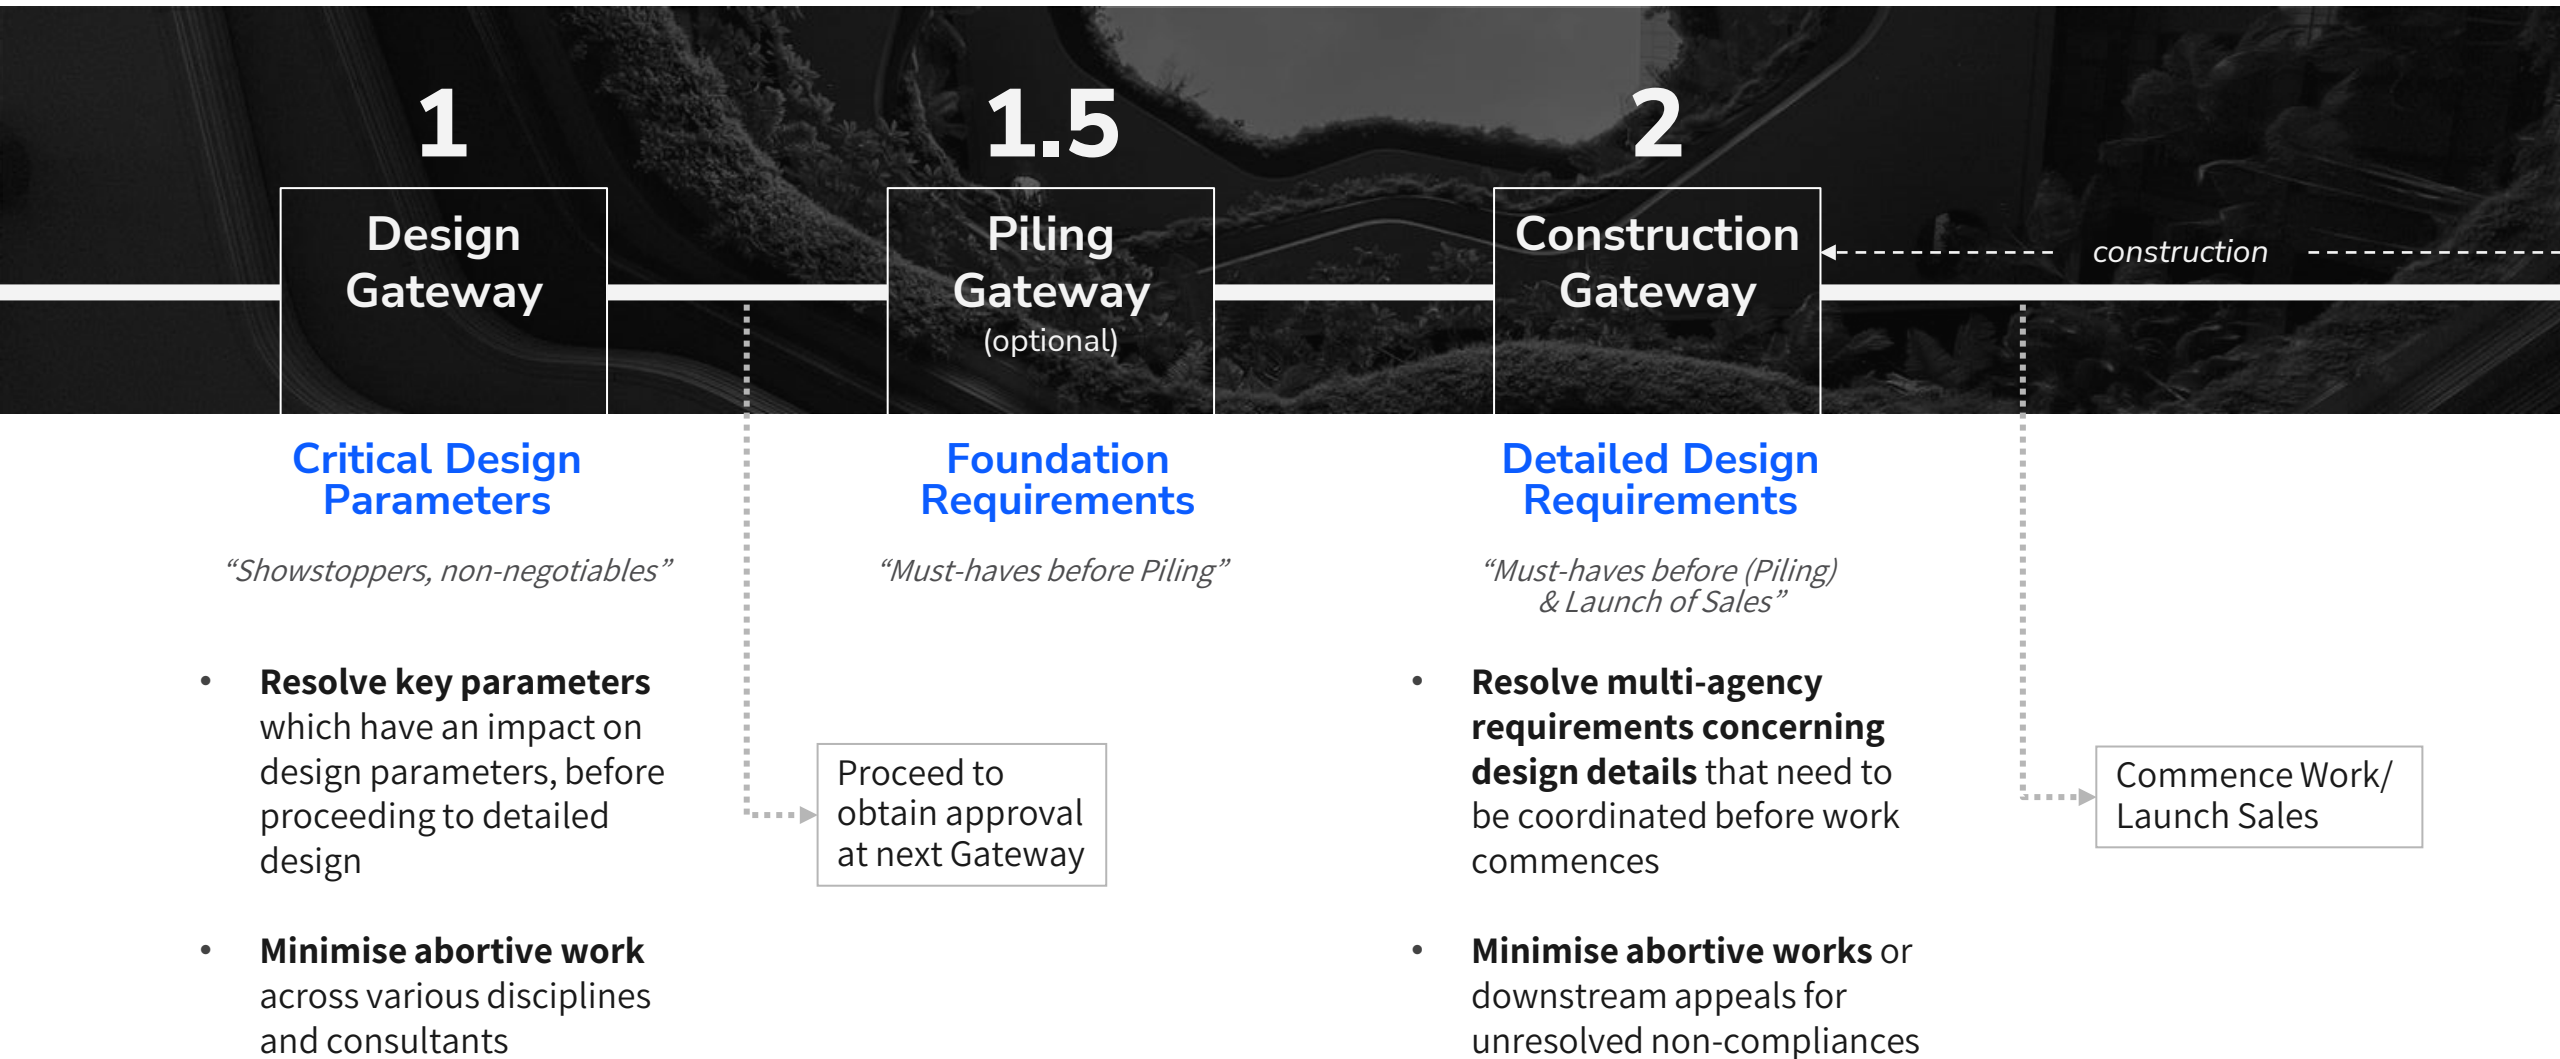 1
Design
Gateway
Critical Design
Parameters
“Showstoppers, non-negotiables”
• Resolve key parameters
which have an impact on
design parameters, before
proceeding to detailed
design
• Minimise abortive work
across various disciplines
and consultants
Proceed to
obtain approval
at next Gateway
1.5
Piling
Gateway
(optional)
Foundation
Requirements
“Must-haves before Piling”
2
Construction
Gateway
Detailed Design
Requirements
“Must-haves before (Piling)
& Launch of Sales”
• Resolve multi-agency
requirements concerning
design details that need to
be coordinated before work
commences
• Minimise abortive works or
downstream appeals for
unresolved non-compliances
construction
Commence Work/
Launch Sales